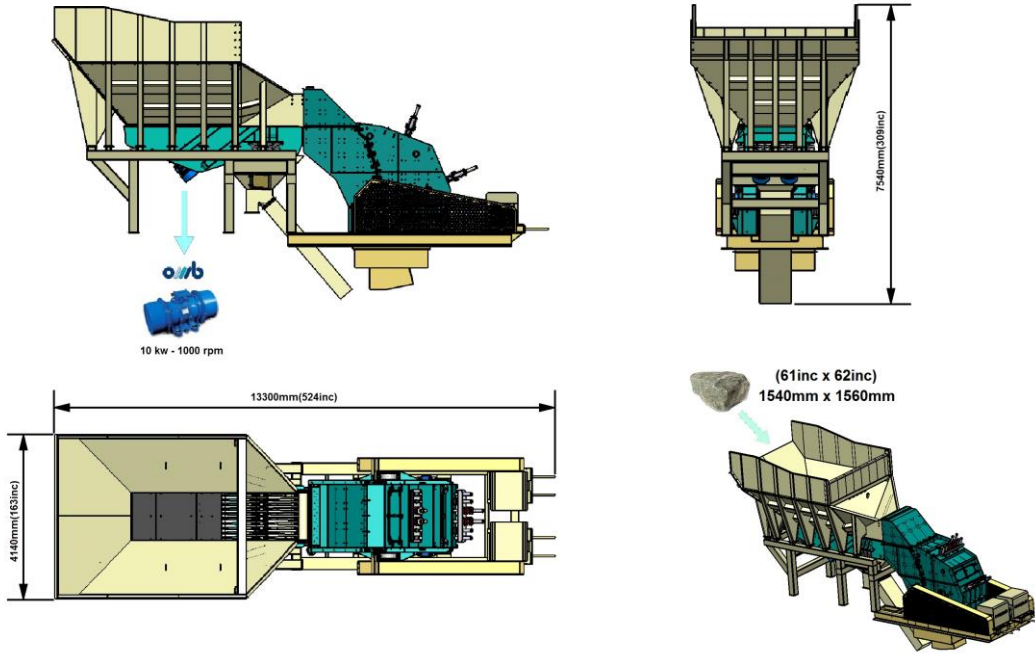 7540mm(309inc)
omb
10 kw - 1000 rpm
(61inc x 62inc)
1540mm x 1560mm
13300mm(524inc)
4140mm(163inc)